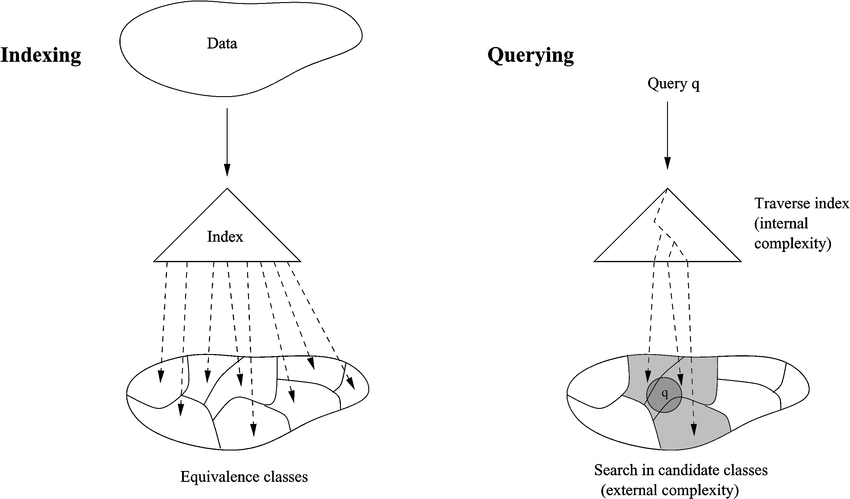 Indexing
Data
Index
Equivalence classes
Querying
Query q
Traverse index
(internal
complexity)
q
Search in candidate classes
(external complexity)